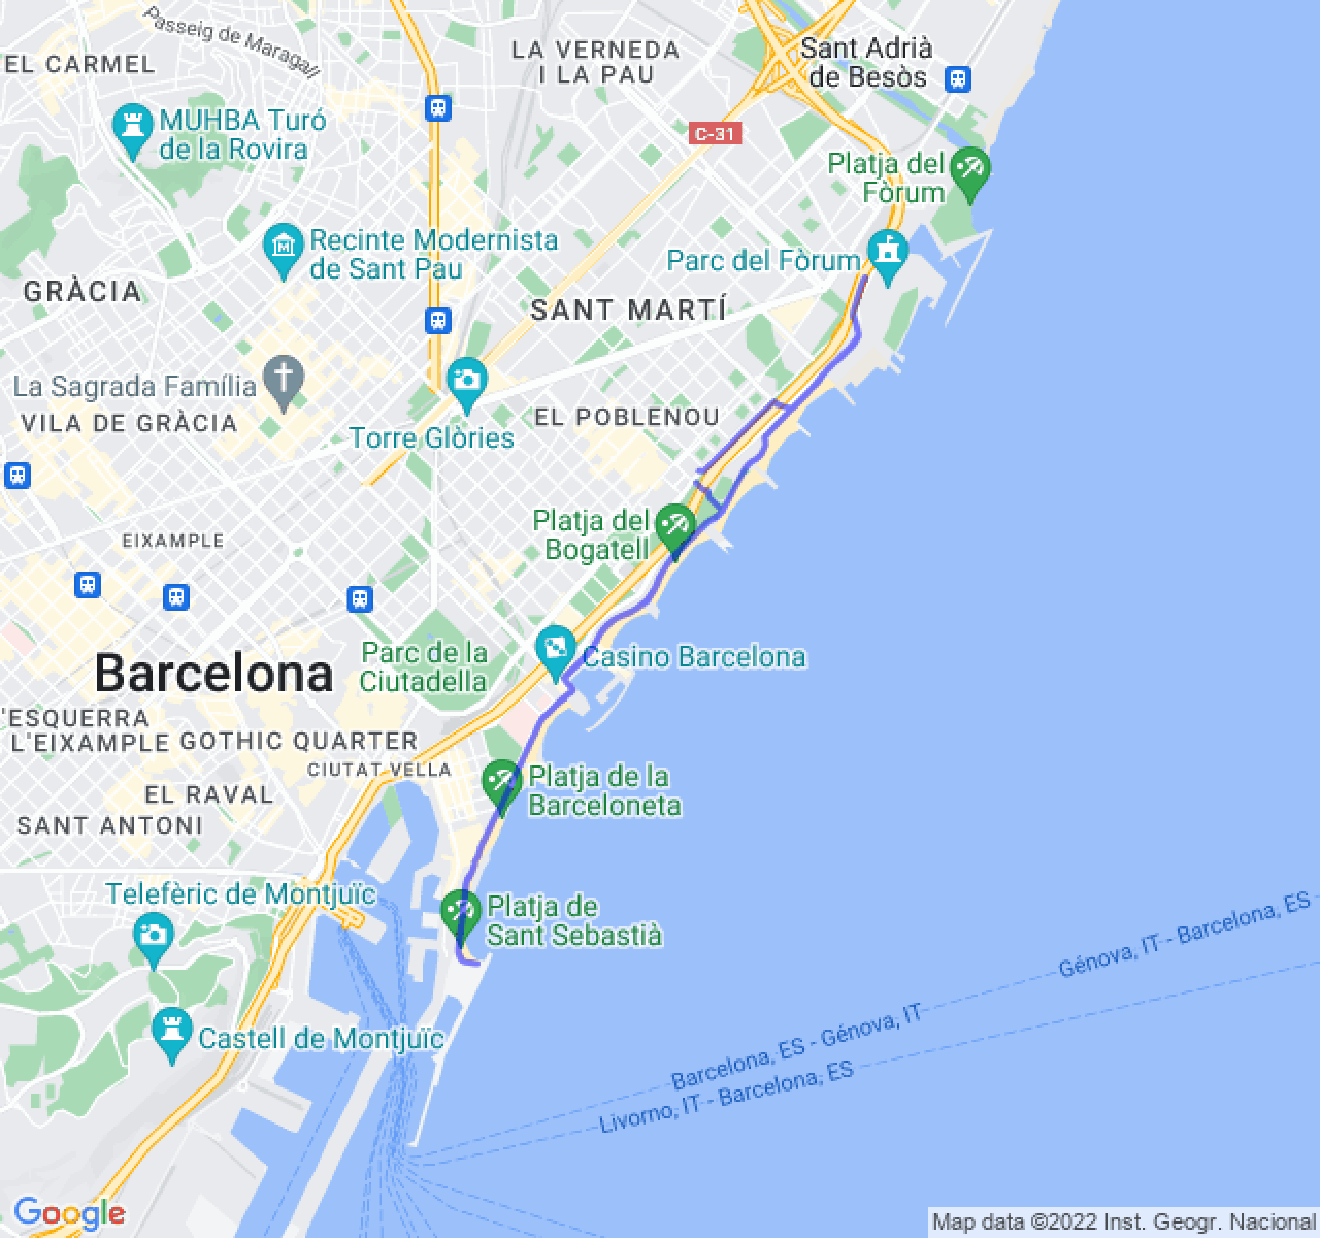 Passeig de Maragall
LA VERNEDA
I LA PAU
Sant Adrià
de Besòs
EL CARMEL
MUHBA Turó
de la Rovira
C-31
Platja del
Fòrum
Recinte Modernista
de Sant Pau
Parc del Fòrum
GRÀCIA
SANT MARTÍ
La Sagrada Família
VILA DE GRÀCIA
EL POBLENOU
Torre Glòries
Platja del
Bogatell
EIXAMPLE
Parc de la
Ciutadella
Casino Barcelona
Barcelona
'ESQUERRA
L'EIXAMPLE
GOTHIC QUARTER
CIUTAT VELLA
Platja de la
Barceloneta
EL RAVAL
SANT ANTONI
Telefèric de Montjuïc
Platja de
Sant Sebastià
Génova, IT - Barcelona, ES -
Barcelona, ES - Génova, IT
Castell de Montjuïc
Livorno, IT - Barcelona, ES
Google
Map data ©2022 Inst. Geogr. Nacional